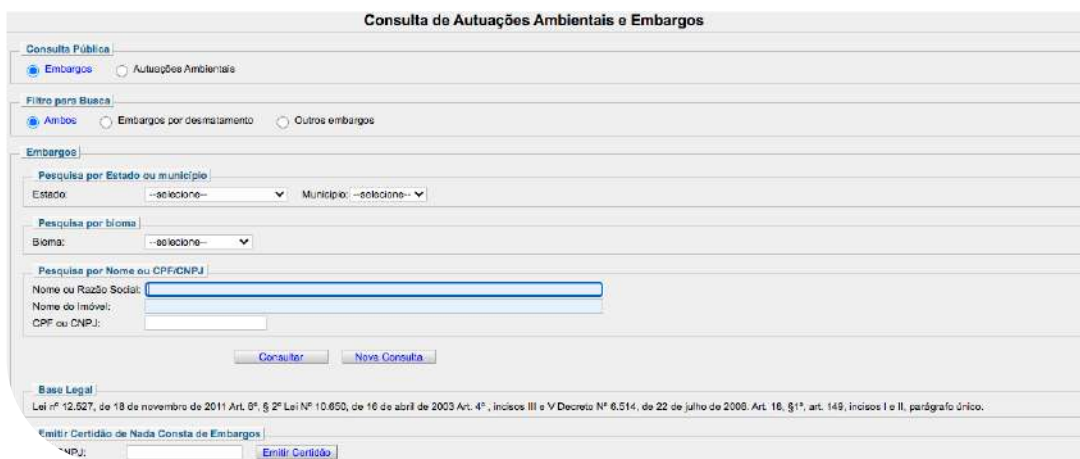 Consulta de Autuações Ambientais e Embargos
Consulta Pública
Embargos Autuações Ambientais
Filtro para Busca
Ambos Embargos por desmatamento Outros embargos
Embargos
Pesquisa por Estado ou município
Estado: --selecione-- Município: --selecione--
Pesquisa por bioma
Bioma: --selecione--
Pesquisa por Nome ou CPF/CNPJ
Nome ou Razão Social:
Nome do Imóvel:
CPF ou CNPJ:
Consultar Nova Consulta
Base Legal
Lei nº 12.527, de 18 de novembro de 2011 Art. 8º, § 2º Lei Nº 10.650, de 16 de abril de 2003 Art. 4º , incisos III e V Decreto Nº 6.514, de 22 de julho de 2008. Art. 18, §1º, art. 149, incisos I e II, parágrafo único.
Emitir Certidão de Nada Consta de Embargos
CNPJ: Emitir Certidão